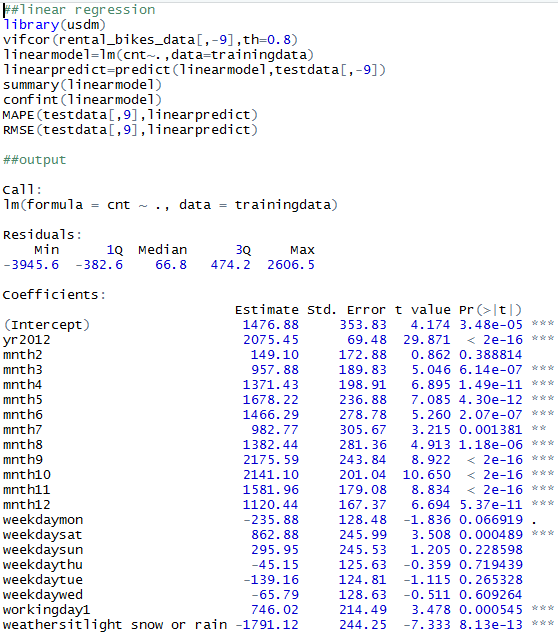 ##linear regression
library(usdm)
vifcor(rental_bikes_data[,-9],th=0.8)
linearmodel=lm(cnt~.,data=trainingdata)
linearpredict=predict(linearmodel,testdata[,-9])
summary(linearmodel)
confint(linearmodel)
MAPE(testdata[,9],linearpredict)
RMSE(testdata[,9],linearpredict)
##output
Call:
lm(formula = cnt ~ ., data = trainingdata)
Residuals:
Min 1Q Median 3Q Max
-3945.6 -382.6 66.8 474.2 2606.5
Coefficients:
Estimate Std. Error t value Pr(>|t|)
(Intercept) 1476.88 353.83 4.174 3.48e-05 ***
yr2012 2075.45 69.48 29.871 < 2e-16 ***
mnth2 149.10 172.88 0.862 0.388814
mnth3 957.88 189.83 5.046 6.14e-07 ***
mnth4 1371.43 198.91 6.895 1.49e-11 ***
mnth5 1678.22 236.88 7.085 4.30e-12 ***
mnth6 1466.29 278.78 5.260 2.07e-07 ***
mnth7 982.77 305.67 3.215 0.001381 **
mnth8 1382.44 281.36 4.913 1.18e-06 ***
mnth9 2175.59 243.84 8.922 < 2e-16 ***
mnth10 2141.10 201.04 10.650 < 2e-16 ***
mnth11 1581.96 179.08 8.834 < 2e-16 ***
mnth12 1120.44 167.37 6.694 5.37e-11 ***
weekdaymon -235.88 128.48 -1.836 0.066919 .
weekdaysat 862.88 245.99 3.508 0.000489 ***
weekdaysun 295.95 245.53 1.205 0.228598
weekdaythu -45.15 125.63 -0.359 0.719439
weekdaytue -139.16 124.81 -1.115 0.265328
weekdaywed -65.79 128.63 -0.511 0.609264
workingday1 746.02 214.49 3.478 0.000545 ***
weathersitlight snow or rain -1791.12 244.25 -7.333 8.13e-13 ***